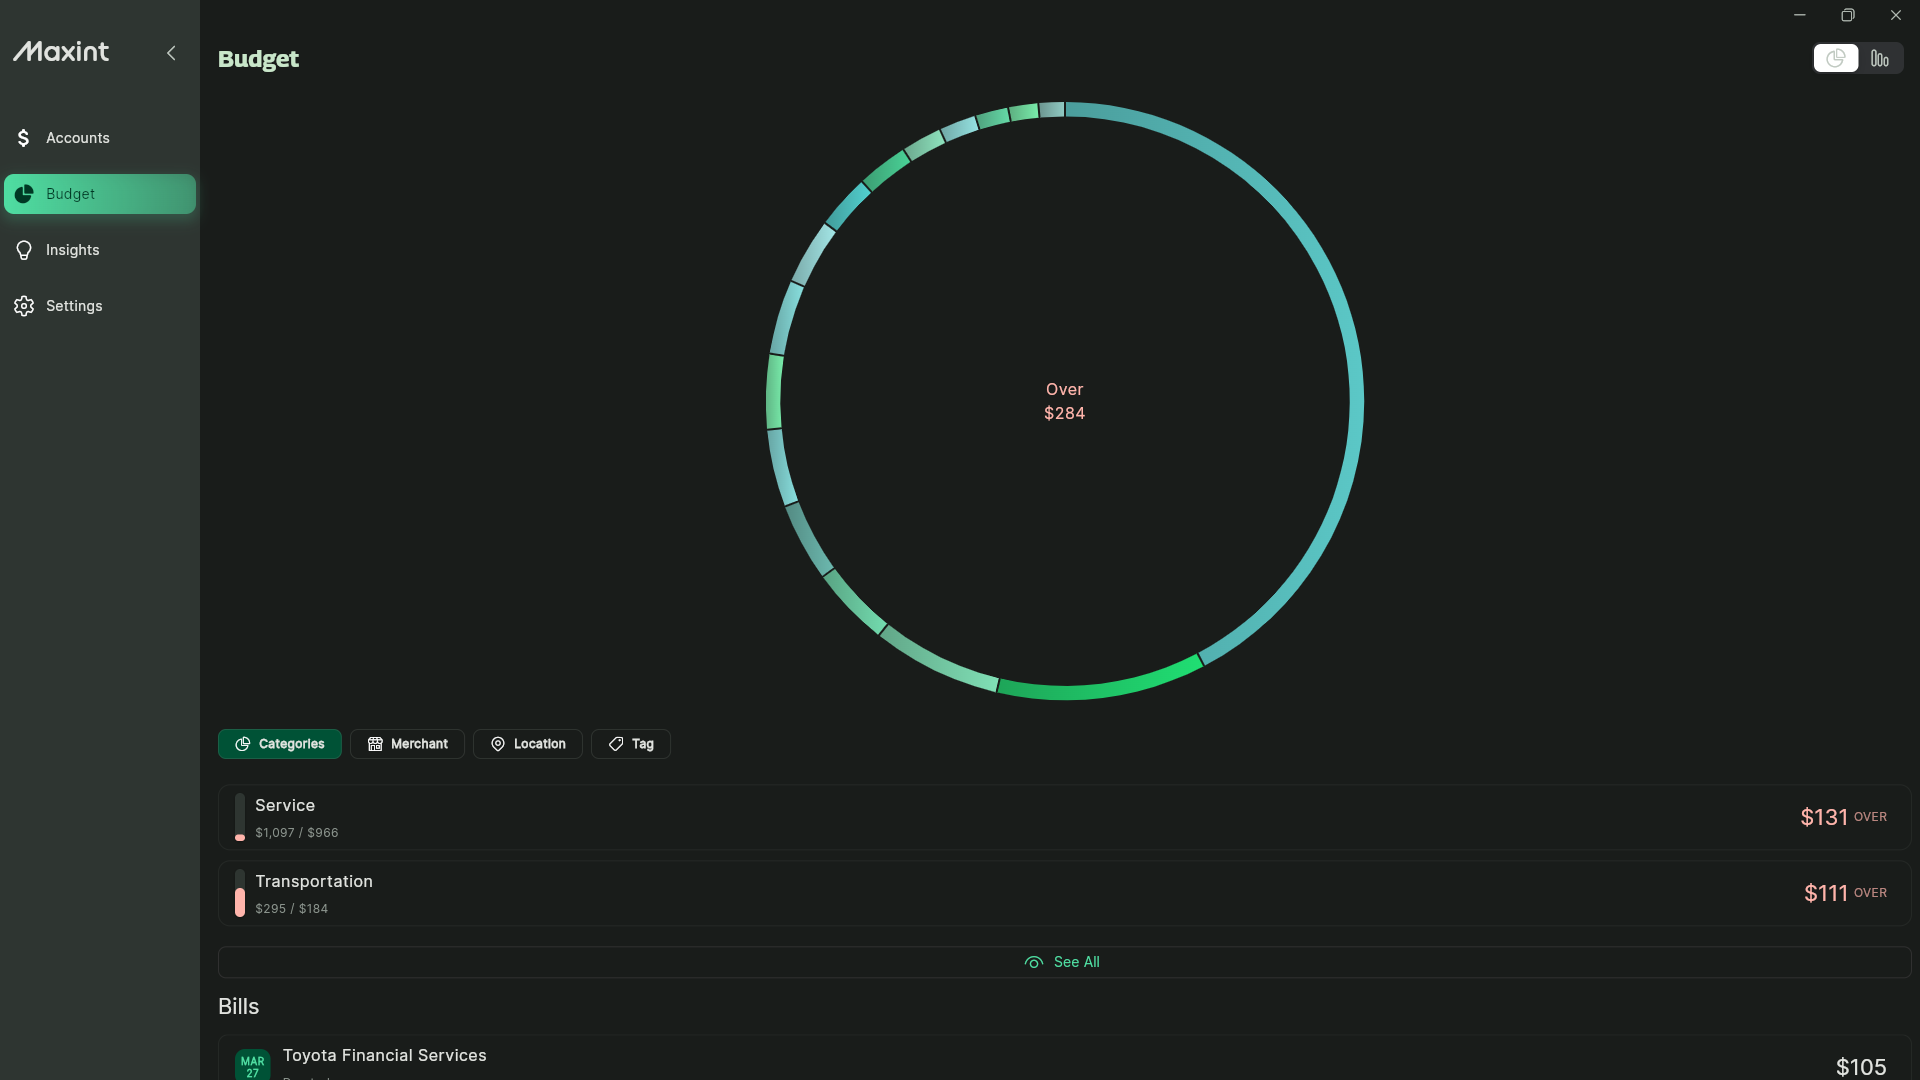 Maxint
Accounts
Budget
Insights
Settings
Budget
Over
$284
Categories
Merchant
Location
Tag
Service
$1,097 / $966
$131 OVER
Transportation
$295 / $184
$111 OVER
See All
Bills
MAR
27
Toyota Financial Services
$105